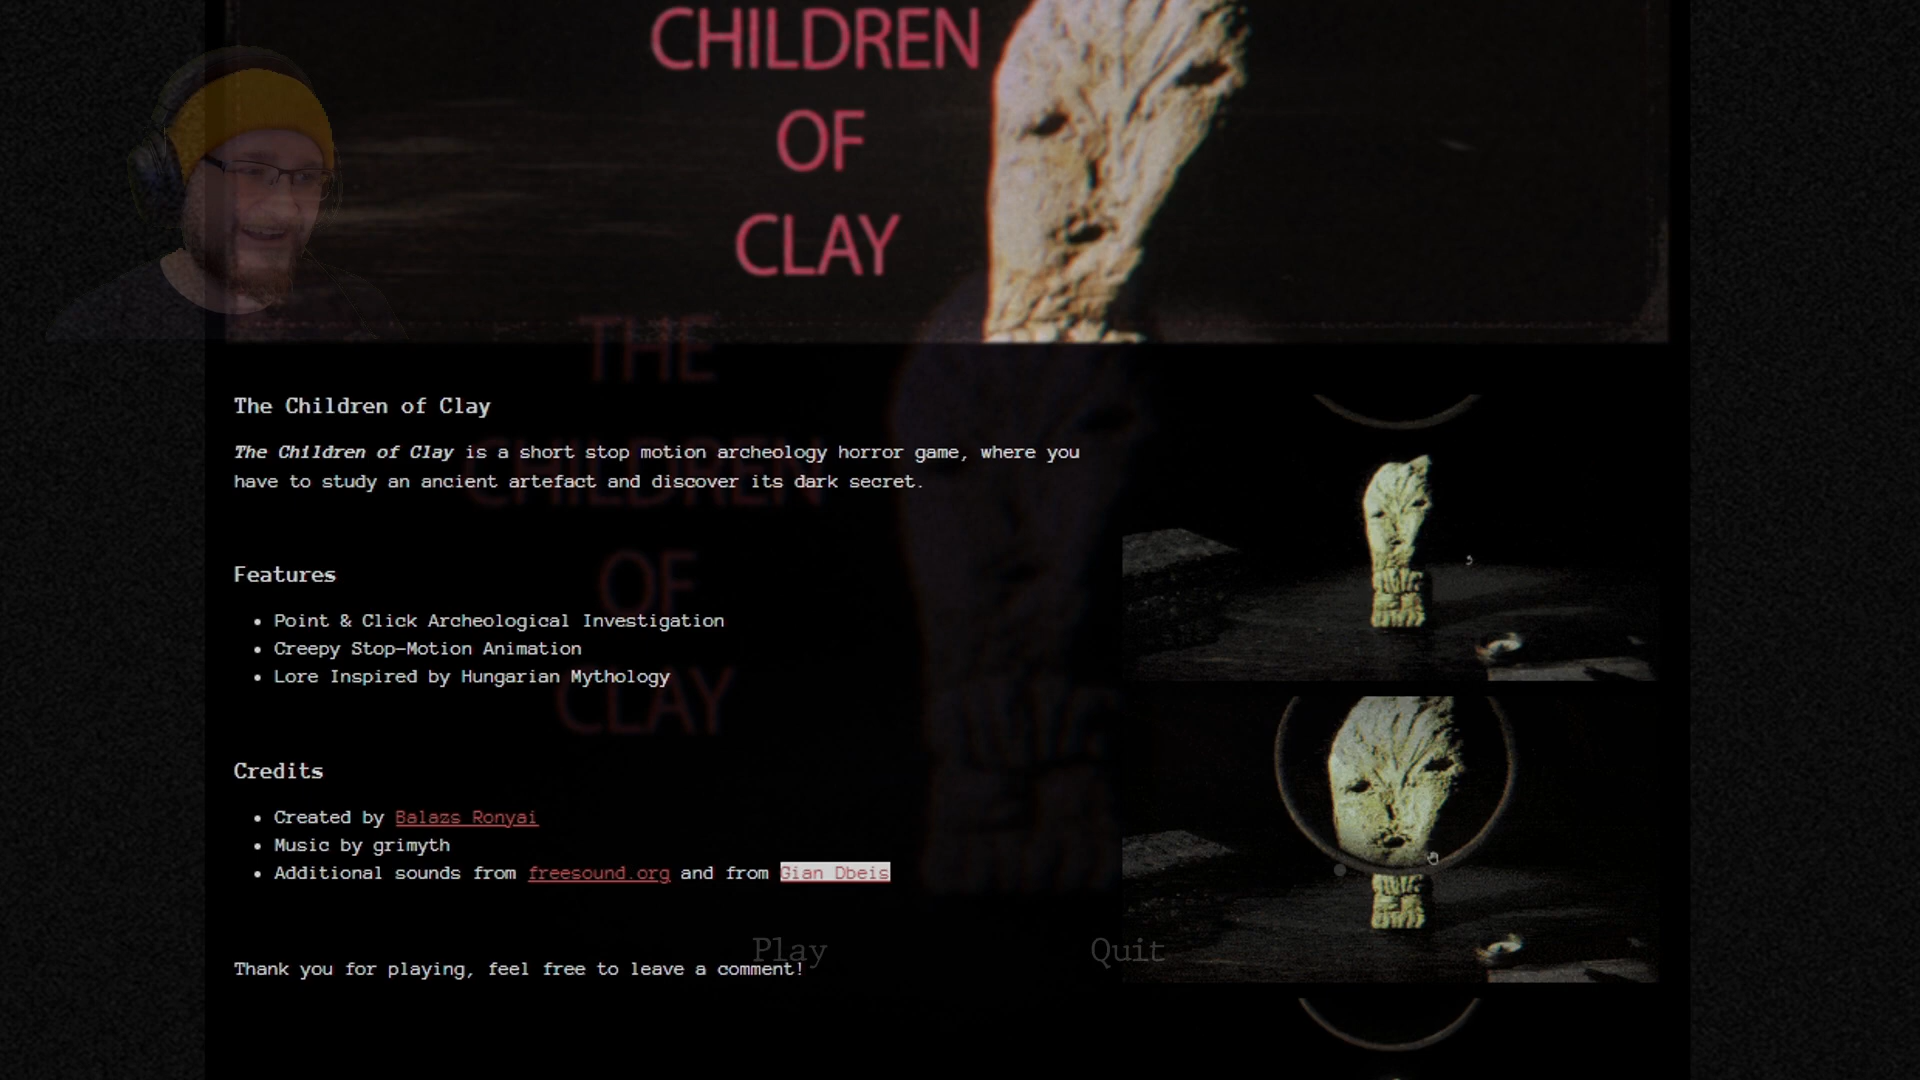 CHILDREN
OF
CLAY
THE
CHILDREN
OF
CLAY
The Children of Clay
The Children of Clay is a short stop motion archeology horror game, where you
have to study an ancient artefact and discover its dark secret.
Features
• Point & Click Archeological Investigation
• Creepy Stop-Motion Animation
• Lore Inspired by Hungarian Mythology
Credits
• Created by Balazs Ronyai
• Music by grimyth
• Additional sounds from freesound.org and from Gian Dbeis
Play Quit
Thank you for playing, feel free to leave a comment!